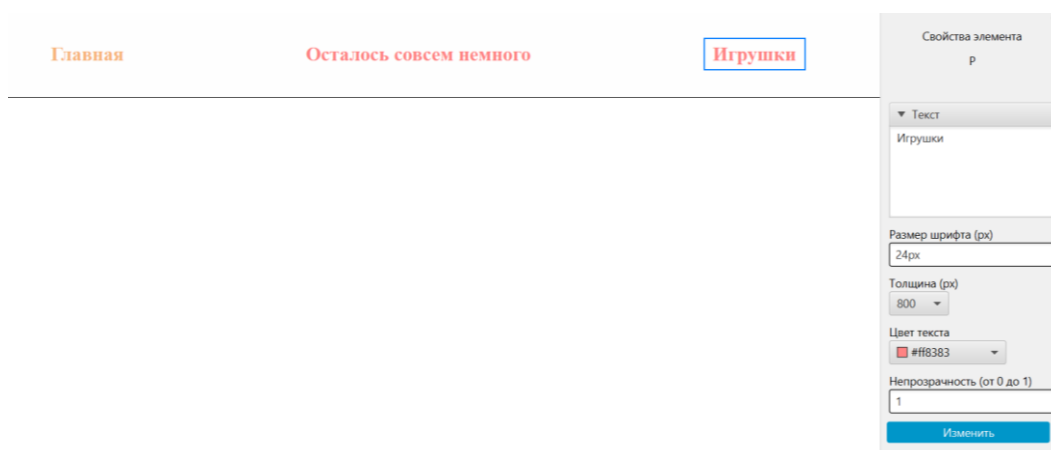 Главная
Осталось совсем немного
Игрушки
Свойства элемента
P
Текст
Игрушки
Размер шрифта (px)
24px
Толщина (px)
800
Цвет текста
#ff8383
Непрозрачность (от 0 до 1)
1
Изменить